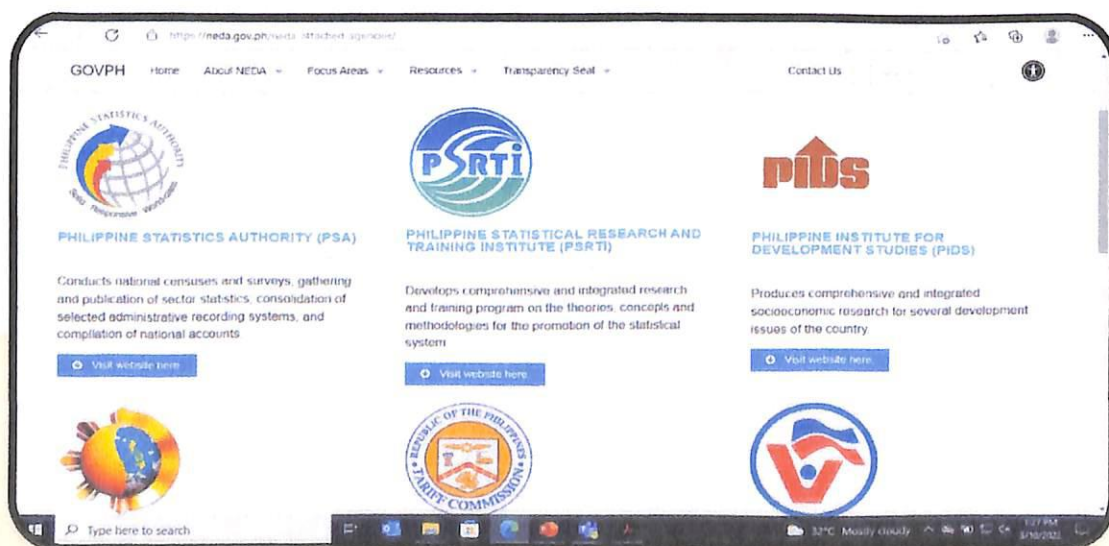 https://neda.gov.ph/neda-attached-agencies/
GOVPH Home About NEDA Focus Areas Resources Transparency Seal Contact Us
PHILIPPINE STATISTICS AUTHORITY
Solid Responsive World-class
PSRTI
PIDS
PHILIPPINE STATISTICS AUTHORITY (PSA)
Conducts national censuses and surveys, gathering
and publication of sector statistics, consolidation of
selected administrative recording systems, and
compilation of national accounts
Visit website here
PHILIPPINE STATISTICAL RESEARCH AND
TRAINING INSTITUTE (PSRTI)
Develops comprehensive and integrated research
and training program on the theories, concepts and
methodologies for the promotion of the statistical
system
Visit website here
PHILIPPINE INSTITUTE FOR
DEVELOPMENT STUDIES (PIDS)
Produces comprehensive and integrated
socioeconomic research for several development
issues of the country
Visit website here
REPUBLIC OF THE PHILIPPINES
TARIFF COMMISSION
Type here to search
32°C Mostly cloudy